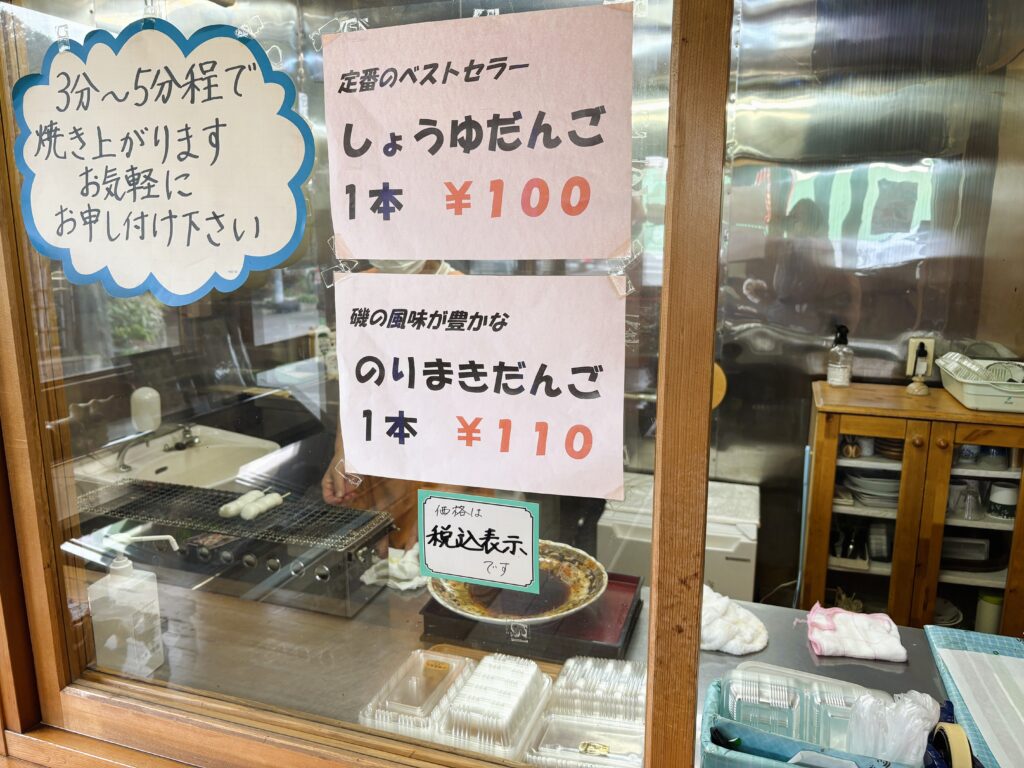 3分～5分程で
焼き上がります
お気軽に
お申し付け下さい
定番のベストセラー
しょうゆだんご
1本 ￥100
磯の風味が豊かな
のりまきだんご
1本 ￥110
価格は
税込表示
です